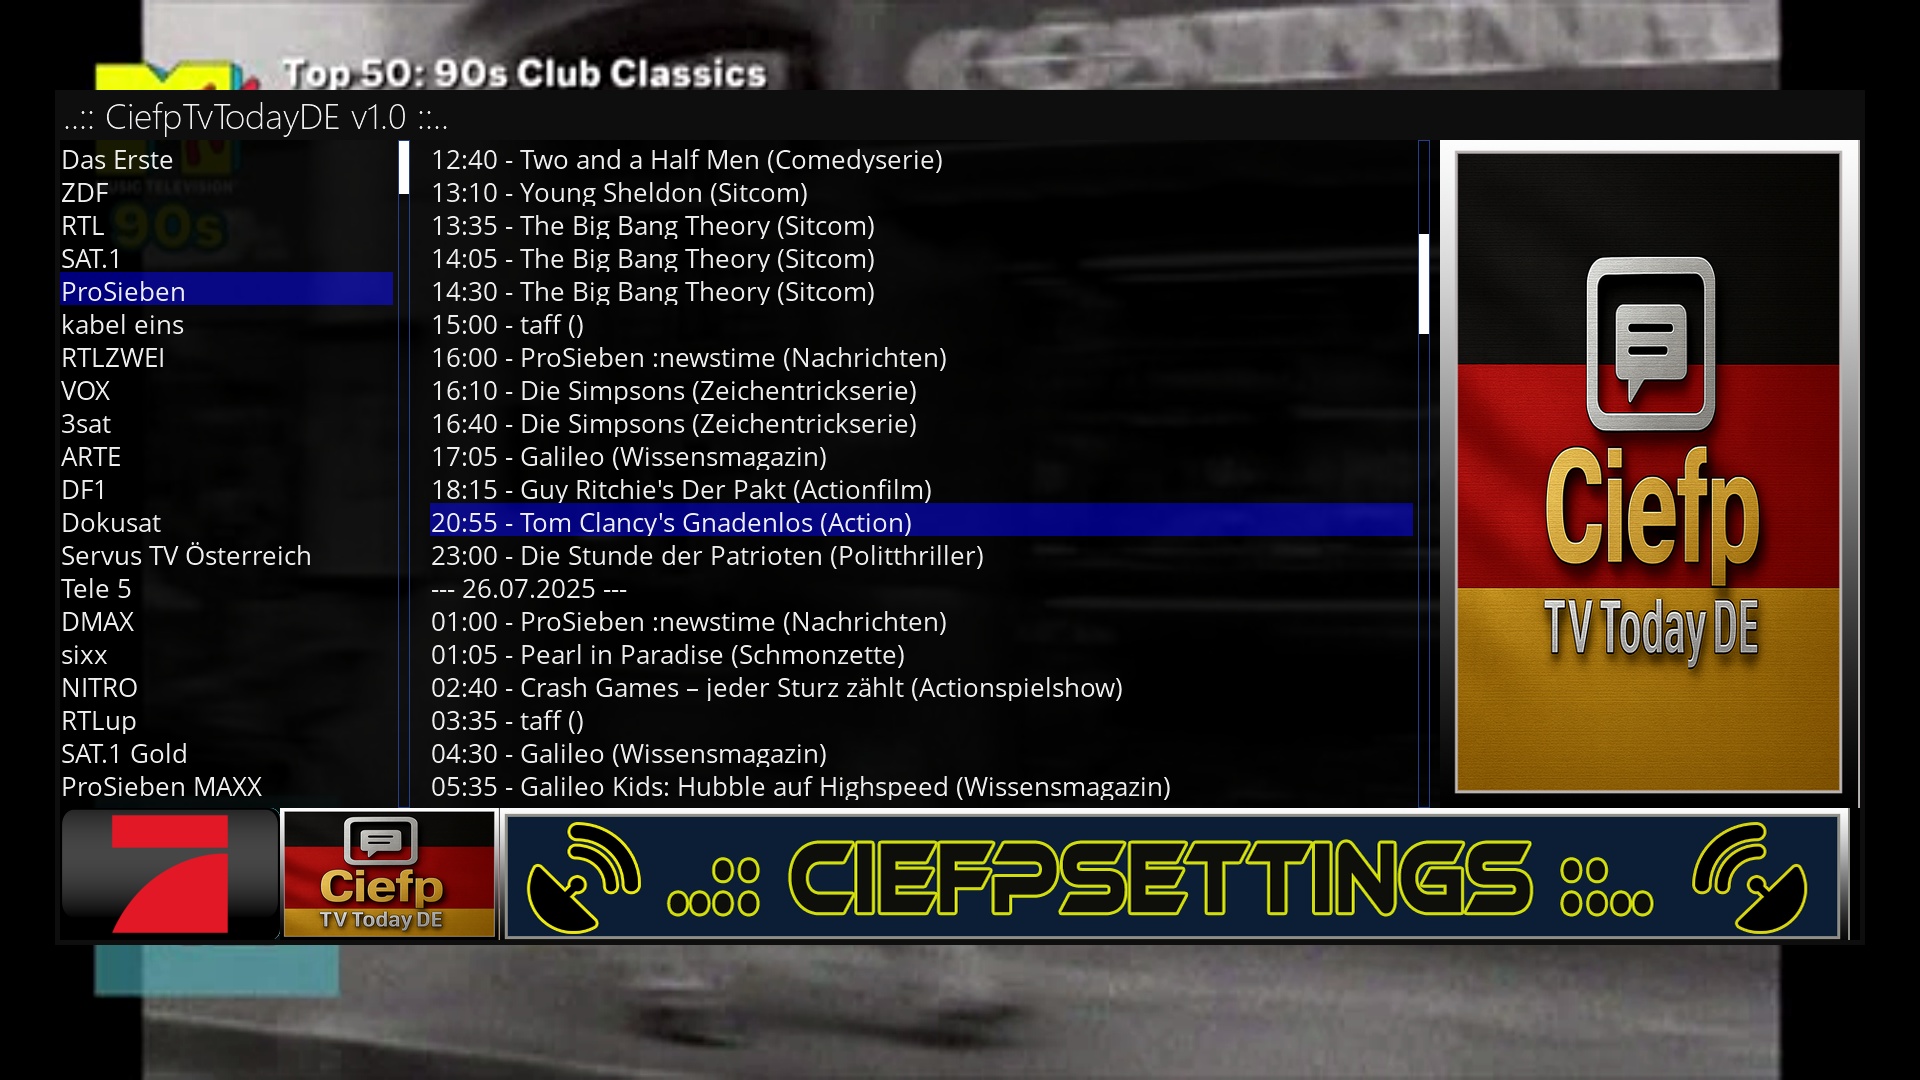 Top 50: 90s Club Classics
..:: CiefpTvTodayDE v1.0 ::..
Das Erste
ZDF
RTL
SAT.1
ProSieben
kabel eins
RTLZWEI
VOX
3sat
ARTE
DF1
Dokusat
Servus TV Österreich
Tele 5
DMAX
sixx
NITRO
RTLup
SAT.1 Gold
ProSieben MAXX
90s
12:40 - Two and a Half Men (Comedyserie)
13:10 - Young Sheldon (Sitcom)
13:35 - The Big Bang Theory (Sitcom)
14:05 - The Big Bang Theory (Sitcom)
14:30 - The Big Bang Theory (Sitcom)
15:00 - taff ()
16:00 - ProSieben :newstime (Nachrichten)
16:10 - Die Simpsons (Zeichentrickserie)
16:40 - Die Simpsons (Zeichentrickserie)
17:05 - Galileo (Wissensmagazin)
18:15 - Guy Ritchie's Der Pakt (Actionfilm)
20:55 - Tom Clancy's Gnadenlos (Action)
23:00 - Die Stunde der Patrioten (Politthriller)
--- 26.07.2025 ---
01:00 - ProSieben :newstime (Nachrichten)
01:05 - Pearl in Paradise (Schmonzette)
02:40 - Crash Games – jeder Sturz zählt (Actionspielshow)
03:35 - taff ()
04:30 - Galileo (Wissensmagazin)
05:35 - Galileo Kids: Hubble auf Highspeed (Wissensmagazin)
Ciefp
TV Today DE
Ciefp
TV Today DE
..:: CIEFPSETTINGS ::..